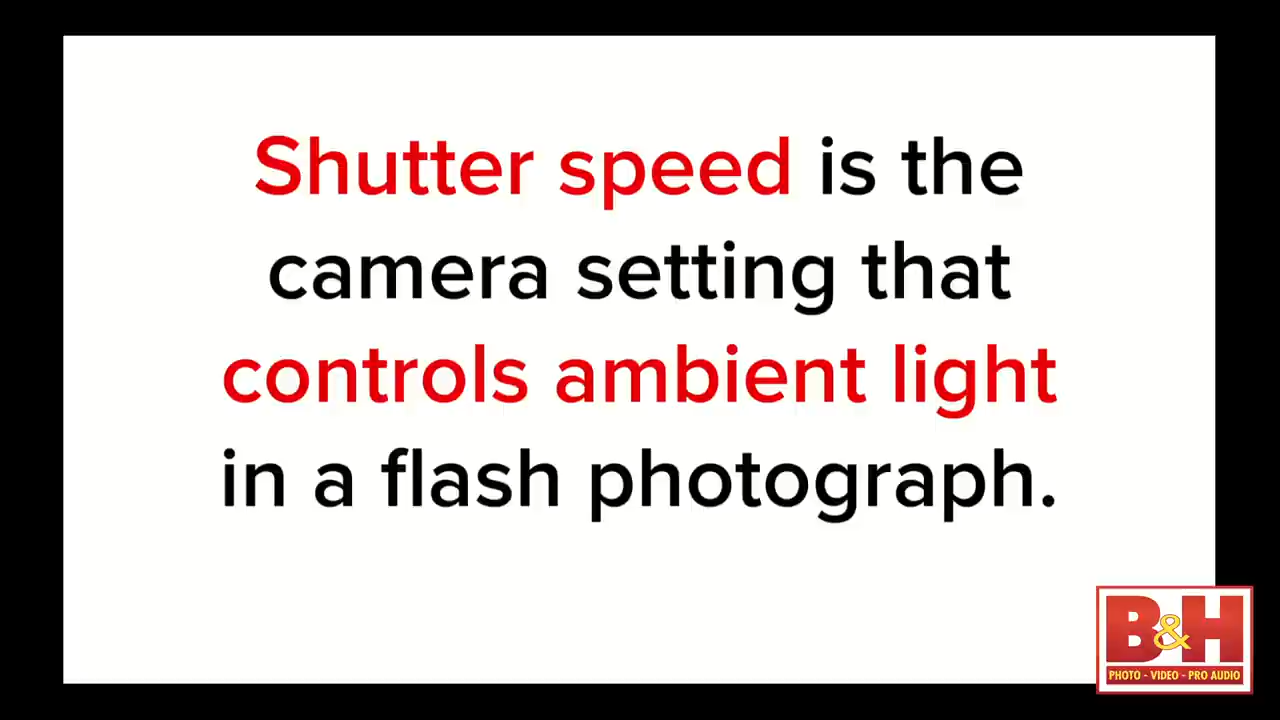 Shutter speed is the
camera setting that
controls ambient light
in a flash photograph.
B&H
PHOTO - VIDEO - PRO AUDIO